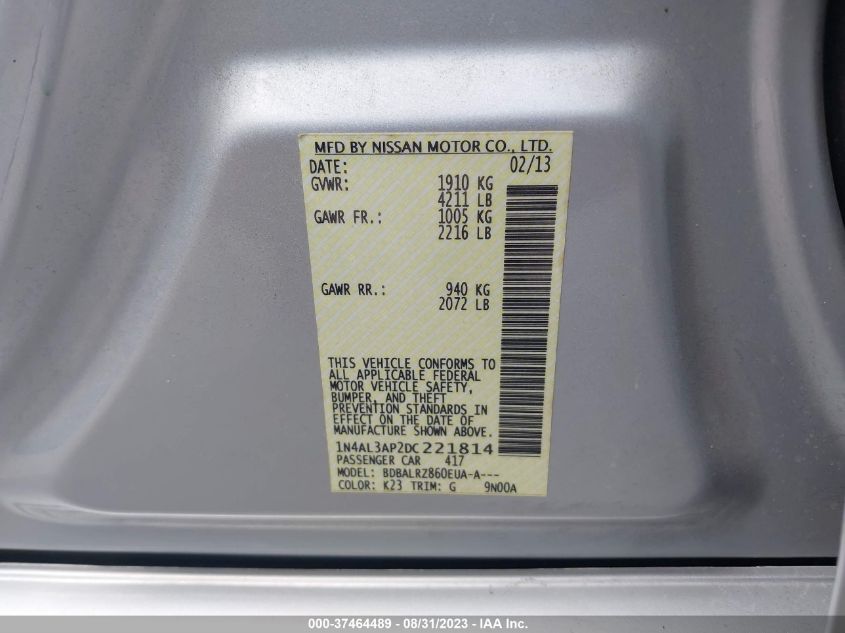 MFD BY NISSAN MOTOR CO., LTD.
DATE: 02/13
GVWR: 1910 KG
4211 LB
GAWR FR.: 1005 KG
2216 LB
GAWR RR.: 940 KG
2072 LB
THIS VEHICLE CONFORMS TO
ALL APPLICABLE FEDERAL
MOTOR VEHICLE SAFETY,
BUMPER, AND THEFT
PREVENTION STANDARDS IN
EFFECT ON THE DATE OF
MANUFACTURE SHOWN ABOVE.
1N4AL3AP2DC221814
PASSENGER CAR 417
MODEL: BDBALRZ860EUA-A---
COLOR: K23 TRIM: G 9N00A
000-37464489 - 08/31/2023 - IAA Inc.